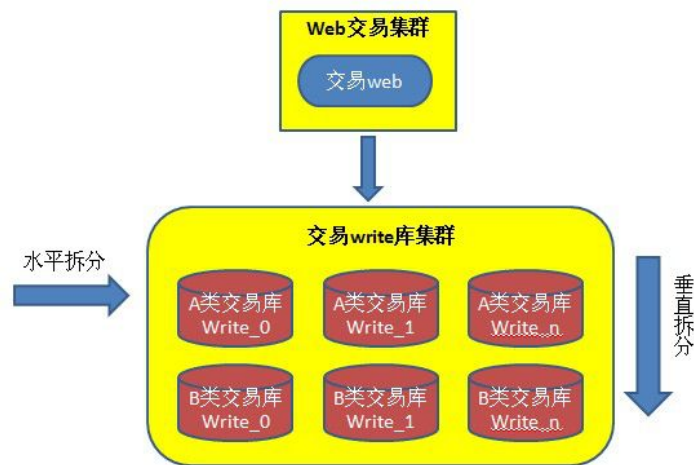 Web交易集群
交易web
交易write库集群
水平拆分
A类交易库
Write_0
A类交易库
Write_1
A类交易库
Write_n
B类交易库
Write_0
B类交易库
Write_1
B类交易库
Write_n
垂直拆分